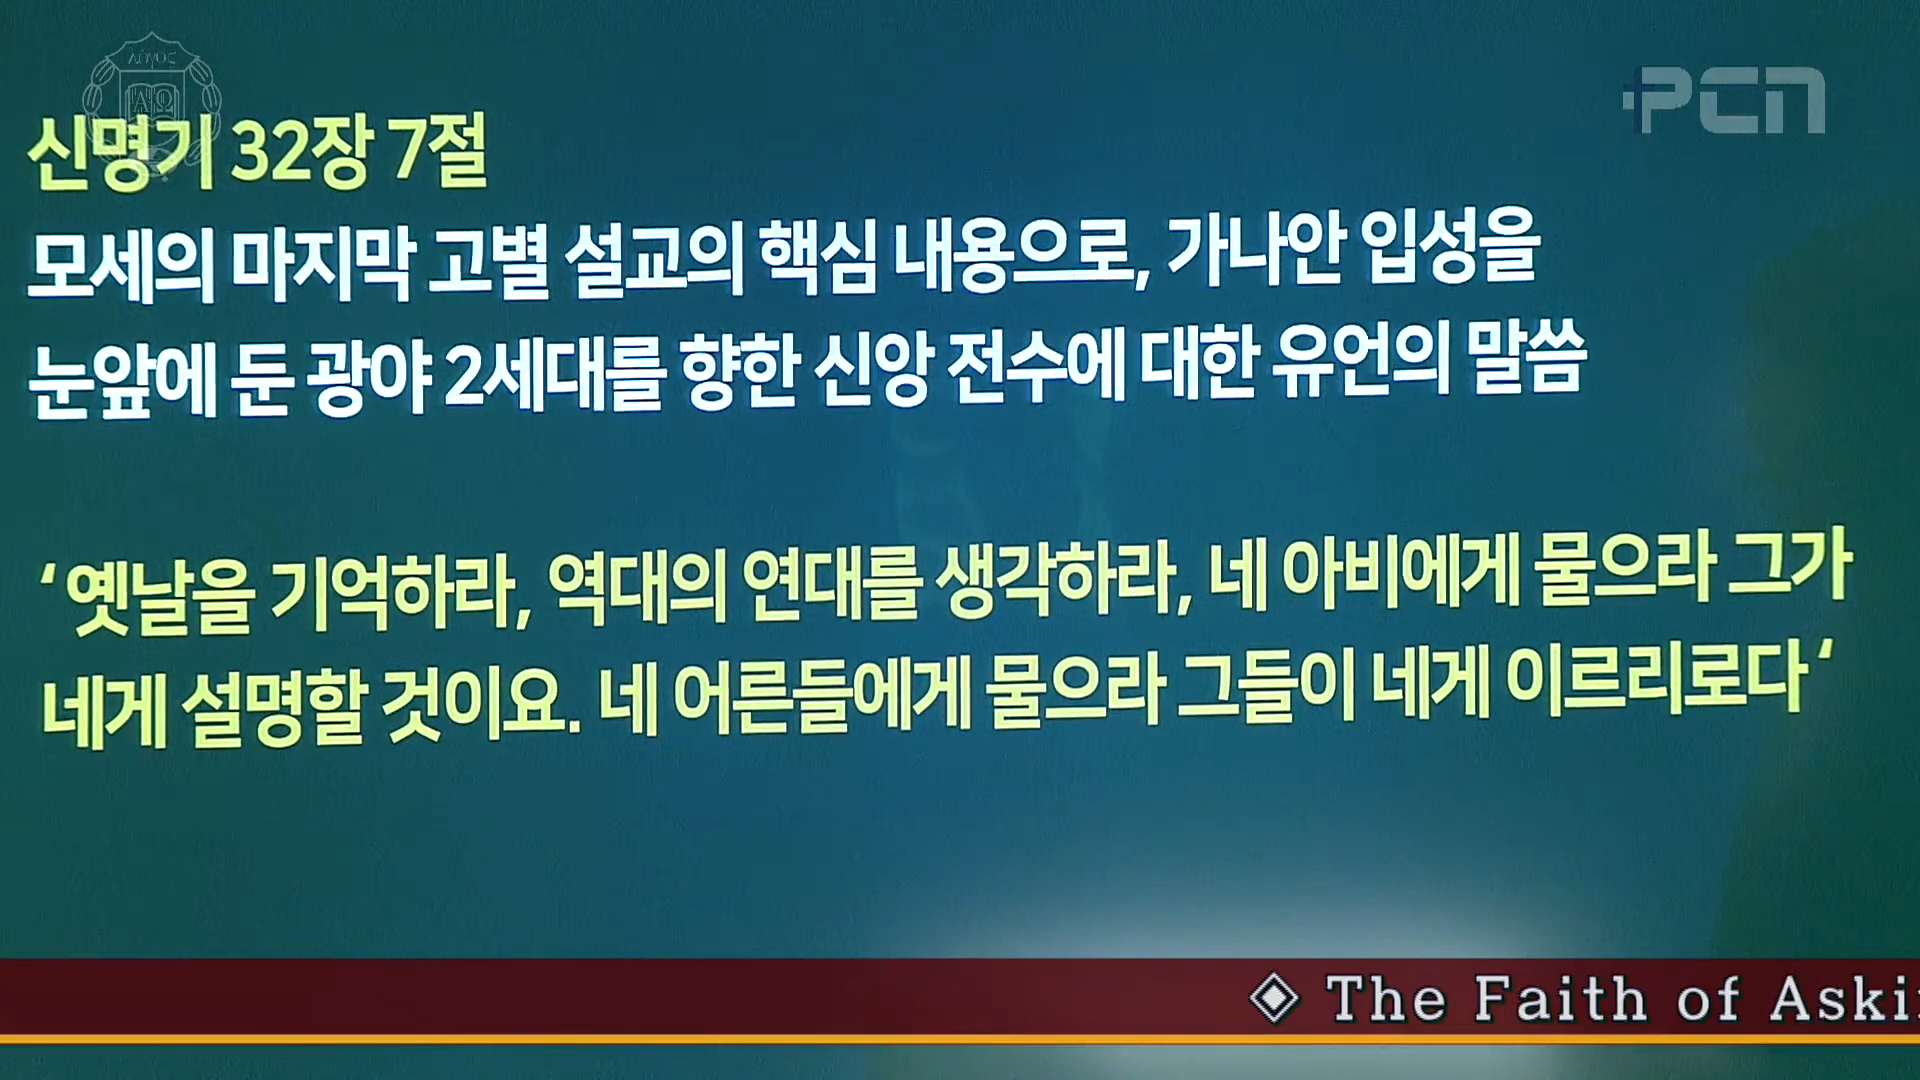 λόγος
Α Ω
PCN
신명기 32장 7절
모세의 마지막 고별 설교의 핵심 내용으로, 가나안 입성을
눈앞에 둔 광야 2세대를 향한 신앙 전수에 대한 유언의 말씀
‘옛날을 기억하라, 역대의 연대를 생각하라, 네 아비에게 물으라 그가
네게 설명할 것이요. 네 어른들에게 물으라 그들이 네게 이르리로다‘
The Faith of Aski